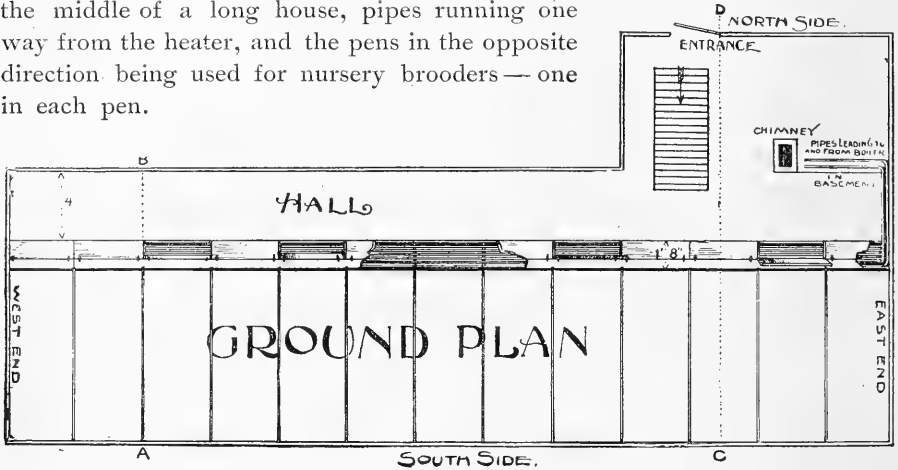 the middle of a long house, pipes running one
way from the heater, and the pens in the opposite
direction being used for nursery brooders — one
in each pen.
D
NORTH SIDE.
ENTRANCE
CHIMNEY
PIPES LEADING TO
AND FROM BOILER
IN
BASEMENT
B
4
HALL
1' 8"
WEST END
GROUND PLAN
EAST END
A
SOUTH SIDE.
C